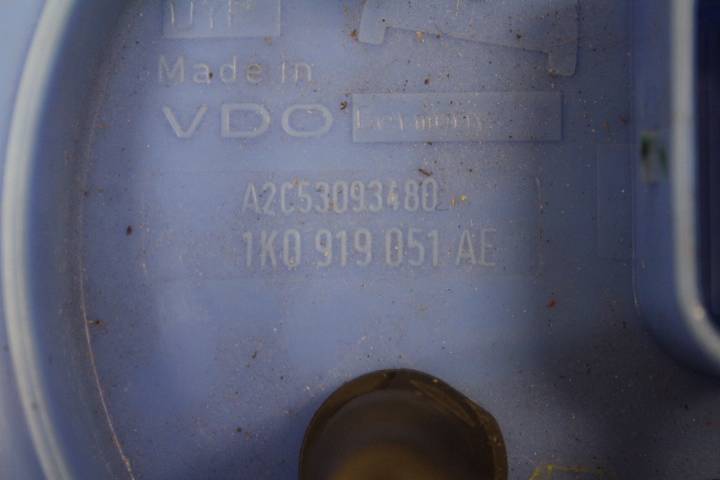 Made in
VDO Germany
A2C53093480
1K0 919 051 AE